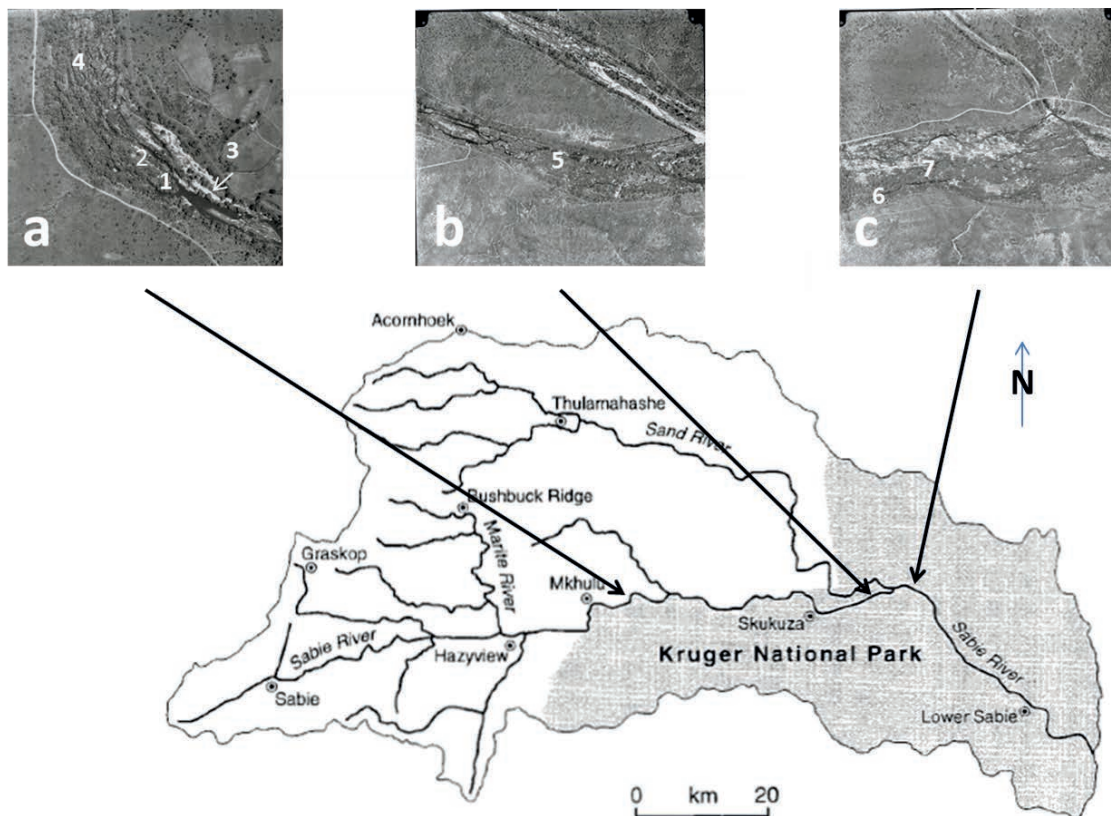 4
3
2
1
a
5
b
7
6
c
Acornhoek
N
Thulamahashe
Sand River
Bushbuck Ridge
Marite River
Graskop
Mkhulu
Skukuza
Sabie River
Hazyview
Kruger National Park
Sabie River
Sabie
Lower Sabie
0 km 20